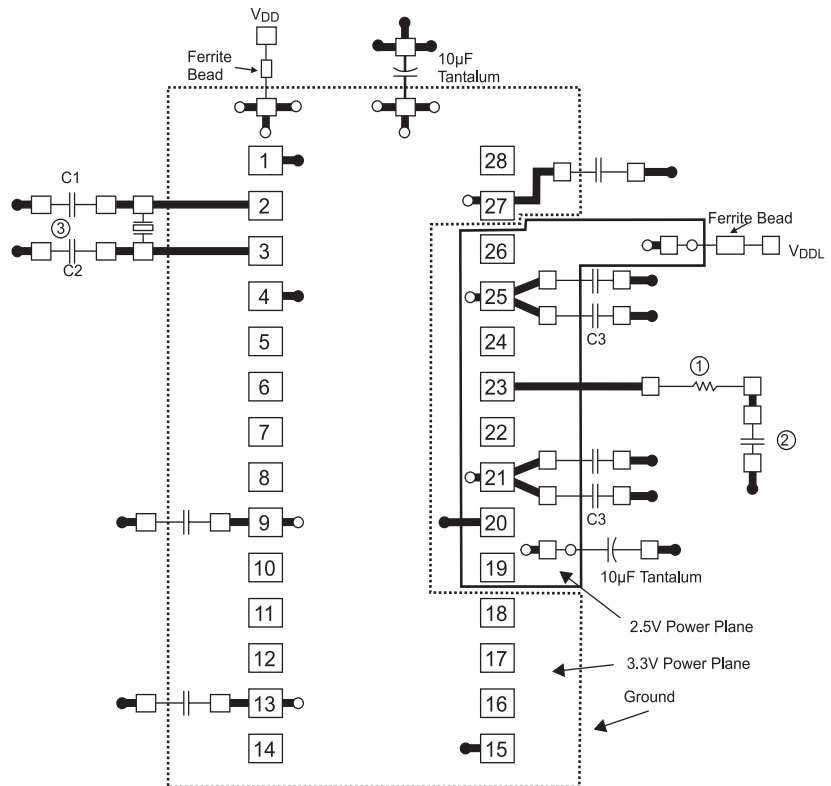 VDD
Ferrite
Bead
10µF
Tantalum
1
28
C1
2
27
3
C2
3
26
Ferrite Bead
VDDL
4
25
5
24
C3
6
23
1
7
22
2
8
21
9
20
C3
10
19
10µF Tantalum
11
18
2.5V Power Plane
12
17
3.3V Power Plane
13
16
Ground
14
15